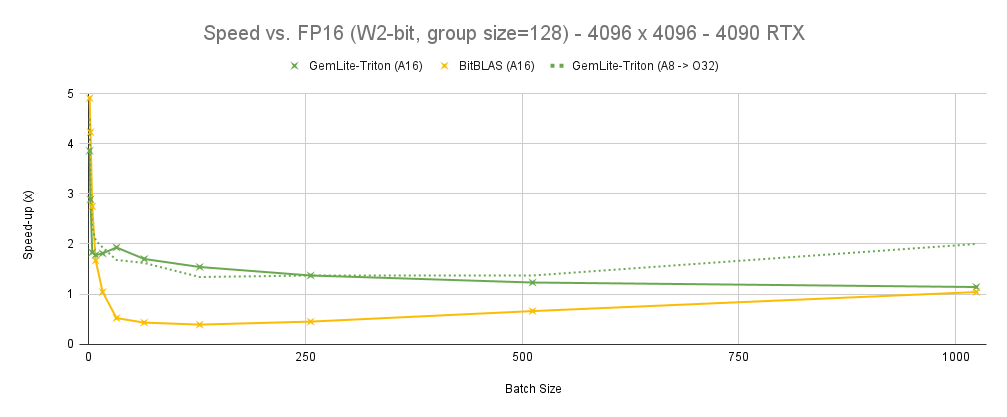 Speed vs. FP16 (W2-bit, group size=128) - 4096 x 4096 - 4090 RTX
GemLite-Triton (A16) BitBLAS (A16) GemLite-Triton (A8 -> O32)
5
4
3
2
1
0
Speed-up (x)
0 250 500 750 1000
Batch Size